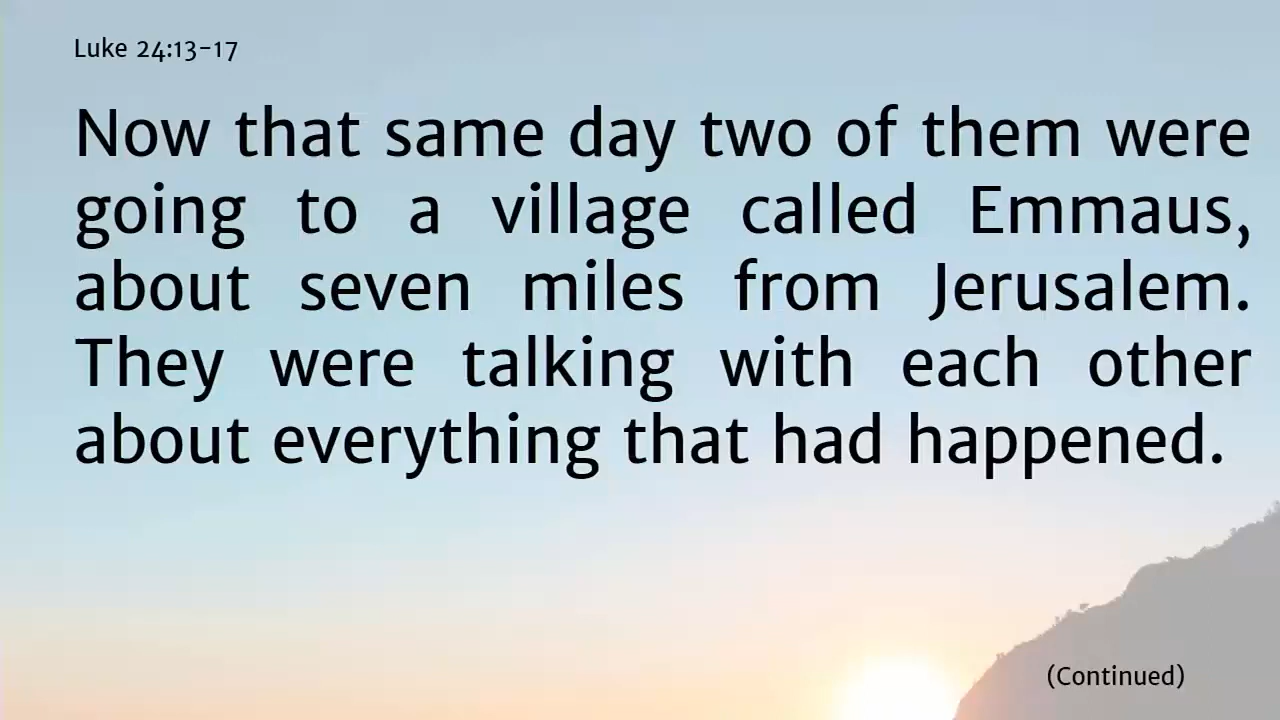 Luke 24:13-17
Now that same day two of them were
going to a village called Emmaus,
about seven miles from Jerusalem.
They were talking with each other
about everything that had happened.
(Continued)